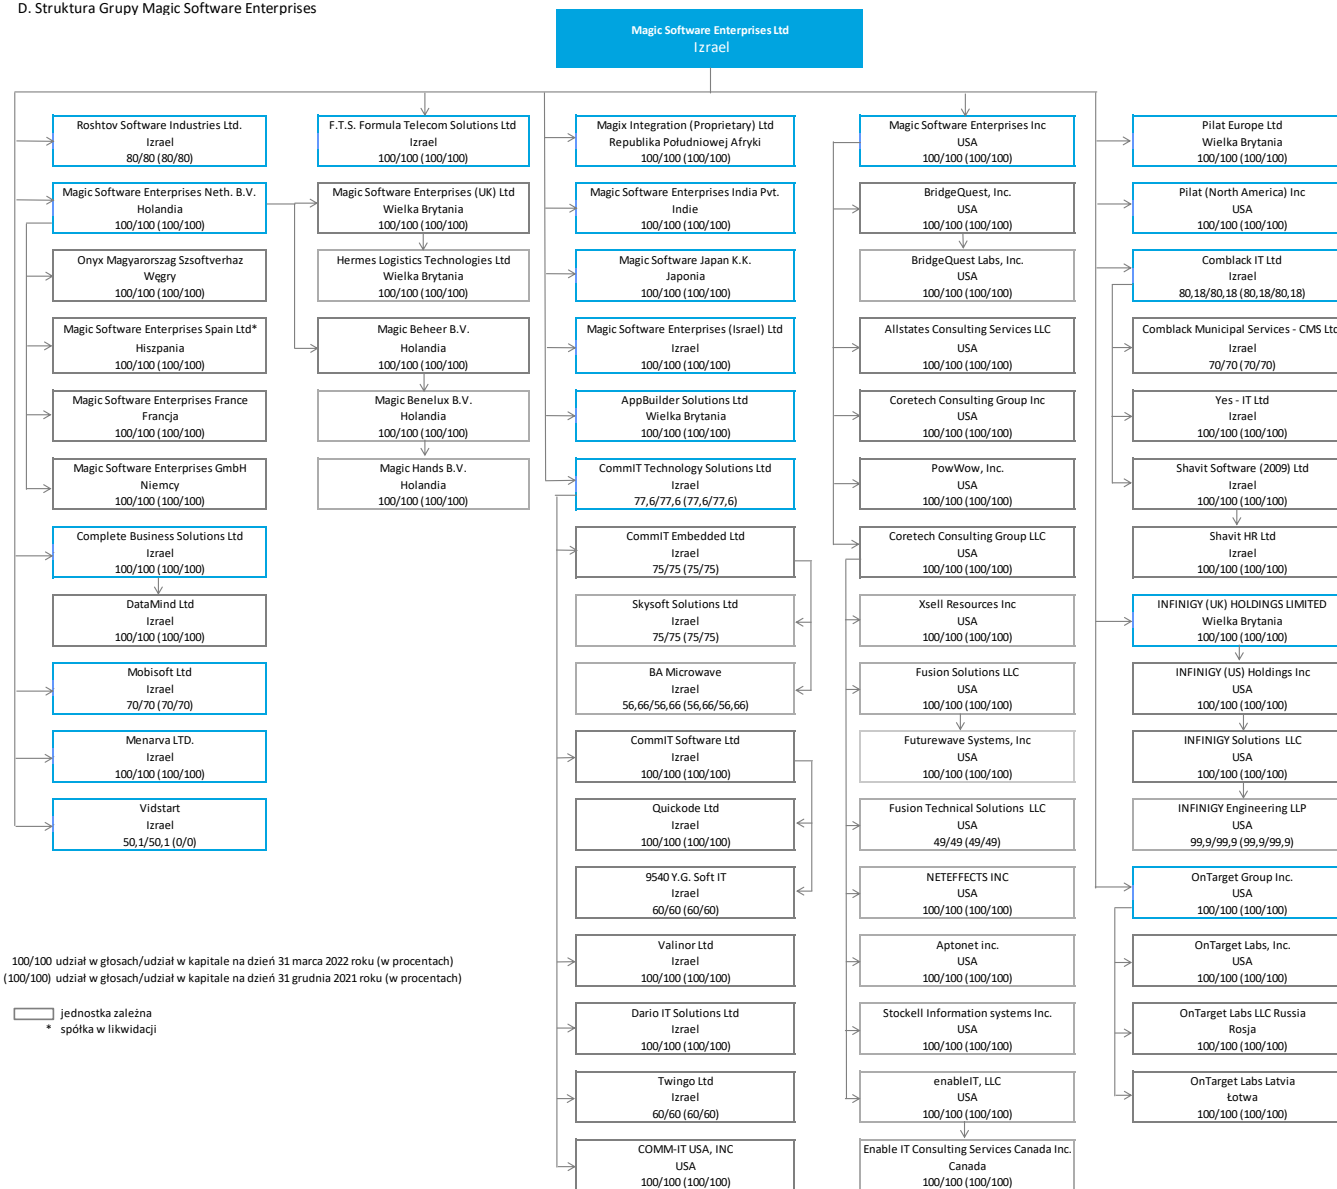 D. Struktura Grupy Magic Software Enterprises
Magic Software Enterprises Ltd
Izrael
Roshtov Software Industries Ltd.
Izrael
80/80 (80/80)
Magic Software Enterprises Neth. B.V.
Holandia
100/100 (100/100)
Onyx Magyarorszag Szsoftverhaz
Węgry
100/100 (100/100)
Magic Software Enterprises Spain Ltd*
Hiszpania
100/100 (100/100)
Magic Software Enterprises France
Francja
100/100 (100/100)
Magic Software Enterprises GmbH
Niemcy
100/100 (100/100)
Complete Business Solutions Ltd
Izrael
100/100 (100/100)
DataMind Ltd
Izrael
100/100 (100/100)
Mobisoft Ltd
Izrael
70/70 (70/70)
Menarva LTD.
Izrael
100/100 (100/100)
Vidstart
Izrael
50,1/50,1 (0/0)
F.T.S. Formula Telecom Solutions Ltd
Izrael
100/100 (100/100)
Magic Software Enterprises (UK) Ltd
Wielka Brytania
100/100 (100/100)
Hermes Logistics Technologies Ltd
Wielka Brytania
100/100 (100/100)
Magic Beheer B.V.
Holandia
100/100 (100/100)
Magic Benelux B.V.
Holandia
100/100 (100/100)
Magic Hands B.V.
Holandia
100/100 (100/100)
Magix Integration (Proprietary) Ltd
Republika Południowej Afryki
100/100 (100/100)
Magic Software Enterprises India Pvt.
Indie
100/100 (100/100)
Magic Software Japan K.K.
Japonia
100/100 (100/100)
Magic Software Enterprises (Israel) Ltd
Izrael
100/100 (100/100)
AppBuilder Solutions Ltd
Wielka Brytania
100/100 (100/100)
CommIT Technology Solutions Ltd
Izrael
77,6/77,6 (77,6/77,6)
CommIT Embedded Ltd
Izrael
75/75 (75/75)
Skysoft Solutions Ltd
Izrael
75/75 (75/75)
BA Microwave
Izrael
56,66/56,66 (56,66/56,66)
CommIT Software Ltd
Izrael
100/100 (100/100)
Quickode Ltd
Izrael
100/100 (100/100)
9540 Y.G. Soft IT
Izrael
60/60 (60/60)
Valinor Ltd
Izrael
100/100 (100/100)
Dario IT Solutions Ltd
Izrael
100/100 (100/100)
Twingo Ltd
Izrael
60/60 (60/60)
COMM-IT USA, INC
USA
100/100 (100/100)
Magic Software Enterprises Inc
USA
100/100 (100/100)
BridgeQuest, Inc.
USA
100/100 (100/100)
BridgeQuest Labs, Inc.
USA
100/100 (100/100)
Allstates Consulting Services LLC
USA
100/100 (100/100)
Coretech Consulting Group Inc
USA
100/100 (100/100)
PowWow, Inc.
USA
100/100 (100/100)
Coretech Consulting Group LLC
USA
100/100 (100/100)
Xsell Resources Inc
USA
100/100 (100/100)
Fusion Solutions LLC
USA
100/100 (100/100)
Futurewave Systems, Inc
USA
100/100 (100/100)
Fusion Technical Solutions LLC
USA
49/49 (49/49)
NETEFFECTS INC
USA
100/100 (100/100)
Aptonet inc.
USA
100/100 (100/100)
Stockell Information systems Inc.
USA
100/100 (100/100)
enableIT, LLC
USA
100/100 (100/100)
Enable IT Consulting Services Canada Inc.
Canada
100/100 (100/100)
Pilat Europe Ltd
Wielka Brytania
100/100 (100/100)
Pilat (North America) Inc
USA
100/100 (100/100)
Comblack IT Ltd
Izrael
80,18/80,18 (80,18/80,18)
Comblack Municipal Services - CMS Ltd
Izrael
70/70 (70/70)
Yes - IT Ltd
Izrael
100/100 (100/100)
Shavit Software (2009) Ltd
Izrael
100/100 (100/100)
Shavit HR Ltd
Izrael
100/100 (100/100)
INFINIGY (UK) HOLDINGS LIMITED
Wielka Brytania
100/100 (100/100)
INFINIGY (US) Holdings Inc
USA
100/100 (100/100)
INFINIGY Solutions LLC
USA
100/100 (100/100)
INFINIGY Engineering LLP
USA
99,9/99,9 (99,9/99,9)
OnTarget Group Inc.
USA
100/100 (100/100)
OnTarget Labs, Inc.
USA
100/100 (100/100)
OnTarget Labs LLC Russia
Rosja
100/100 (100/100)
OnTarget Labs Latvia
Łotwa
100/100 (100/100)
100/100 udział w głosach/udział w kapitale na dzień 31 marca 2022 roku (w procentach)
(100/100) udział w głosach/udział w kapitale na dzień 31 grudnia 2021 roku (w procentach)
jednostka zależna
* spółka w likwidacji